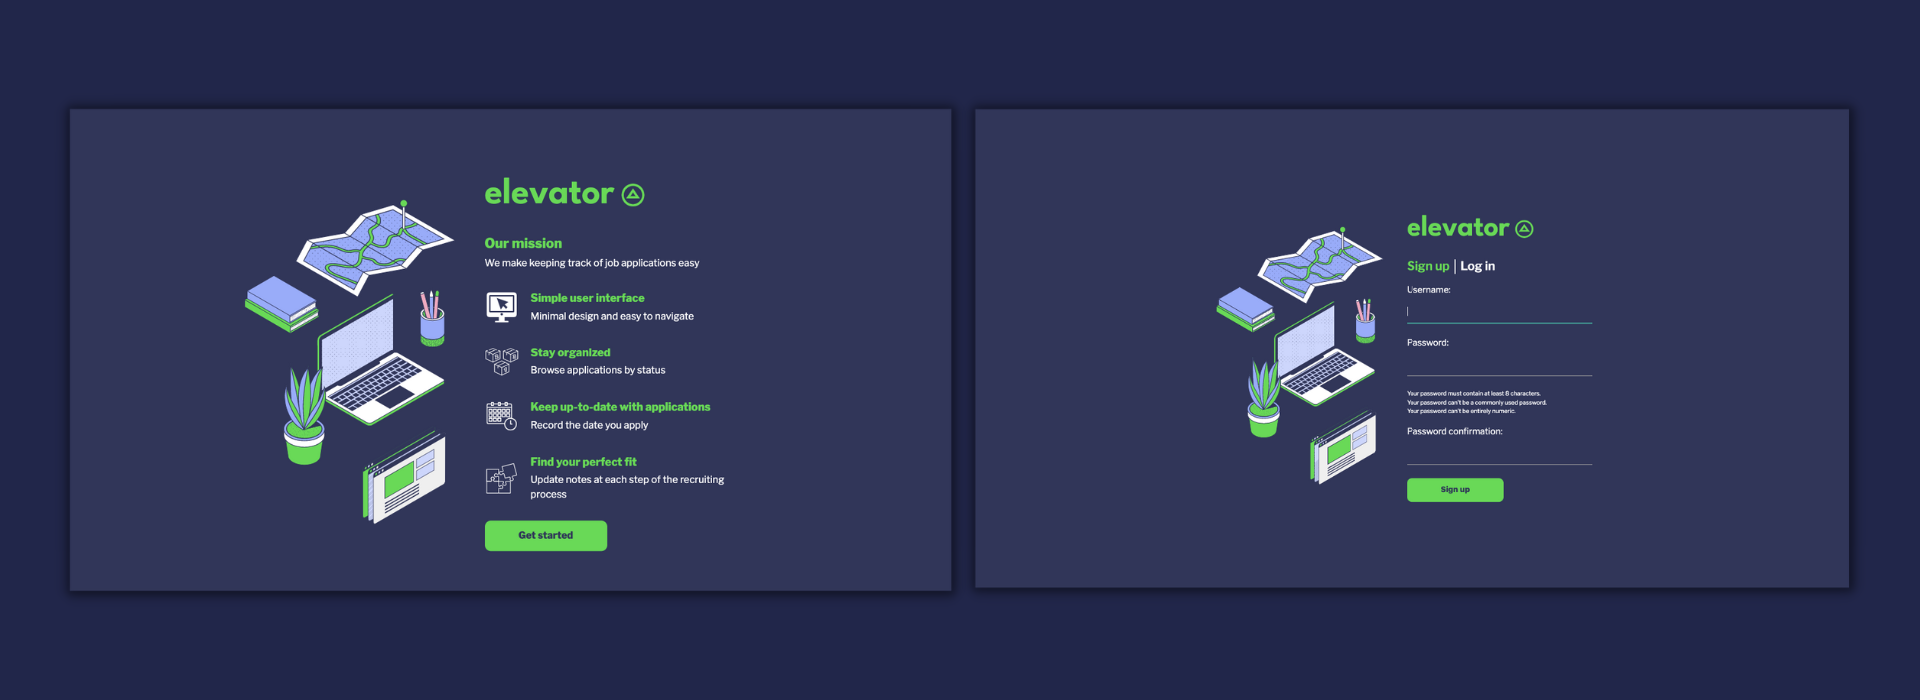 elevator
Our mission
We make keeping track of job applications easy
Simple user interface
Minimal design and easy to navigate
Stay organized
Browse applications by status
Keep up-to-date with applications
Record the date you apply
Find your perfect fit
Update notes at each step of the recruiting
process
Get started
elevator
Sign up | Log in
Username:
Password:
Your password must contain at least 8 characters.
Your password can't be a commonly used password.
Your password can't be entirely numeric.
Password confirmation:
Sign up